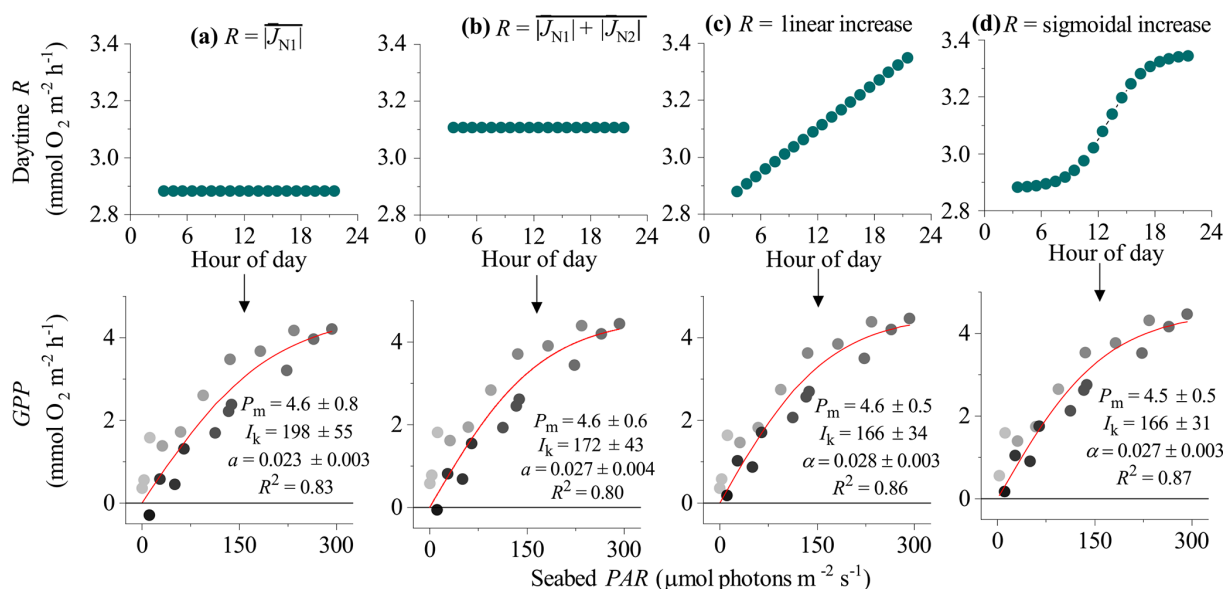 (a) R = |J̅N1|
(b) R = |J̅N1| + |J̅N2|
(c) R = linear increase
(d) R = sigmoidal increase
Daytime R
(mmol O2 m-2 h-1)
3.4
3.2
3.0
2.8
0 6 12 18 24
Hour of day
3.4
3.2
3.0
2.8
0 6 12 18 24
Hour of day
3.4
3.2
3.0
2.8
0 6 12 18 24
Hour of day
3.4
3.2
3.0
2.8
0 6 12 18 24
Hour of day
GPP
(mmol O2 m-2 h-1)
4
2
0
Pm = 4.6 ± 0.8
Ik = 198 ± 55
a = 0.023 ± 0.003
R2 = 0.83
0 150 300
4
2
0
Pm = 4.6 ± 0.6
Ik = 172 ± 43
a = 0.027 ± 0.004
R2 = 0.80
0 150 300
4
2
0
Pm = 4.6 ± 0.5
Ik = 166 ± 34
α = 0.028 ± 0.003
R2 = 0.86
0 150 300
4
2
0
Pm = 4.5 ± 0.5
Ik = 166 ± 31
α = 0.027 ± 0.003
R2 = 0.87
0 150 300
Seabed PAR (μmol photons m-2 s-1)